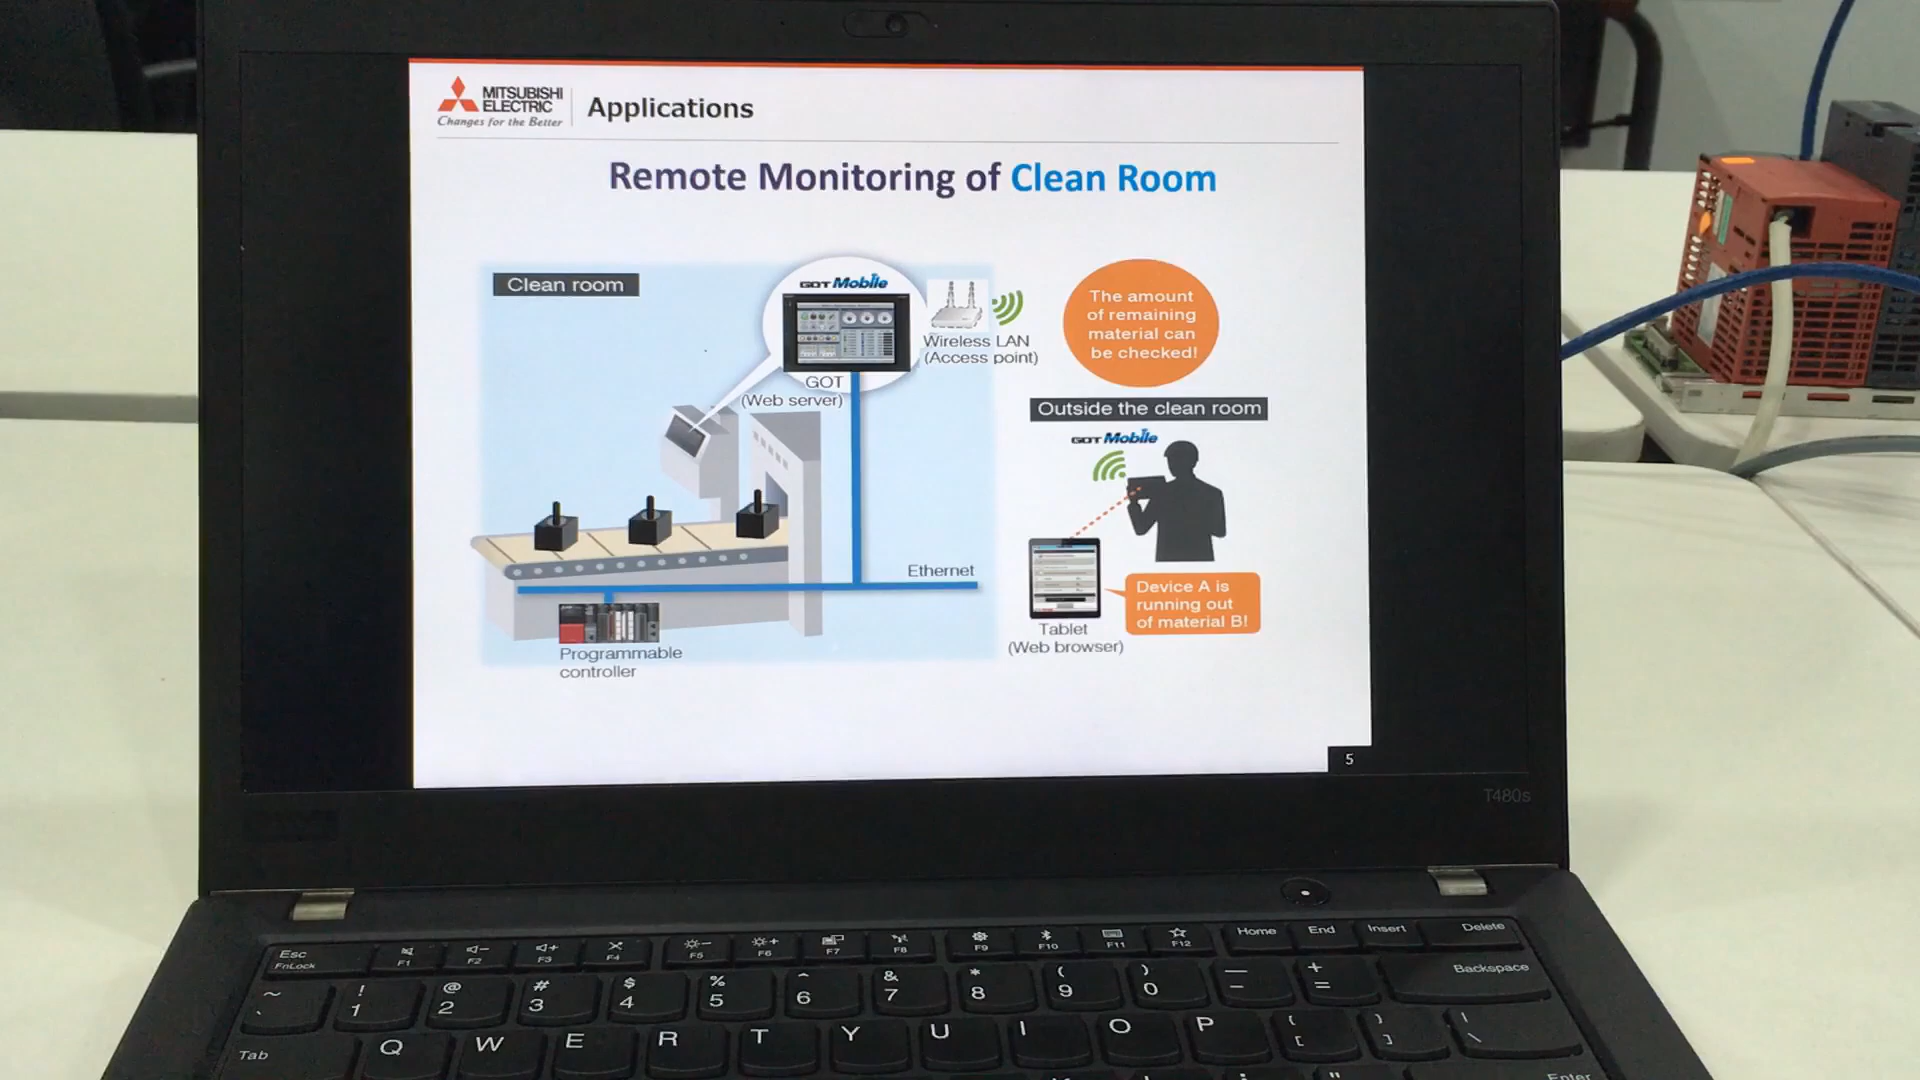 MITSUBISHI
ELECTRIC
Changes for the Better
Applications
Remote Monitoring of Clean Room
Clean room
GOT Mobile
GOT
(Web server)
Wireless LAN
(Access point)
The amount
of remaining
material can
be checked!
Outside the clean room
GOT Mobile
Ethernet
Programmable
controller
Tablet
(Web browser)
Device A is
running out
of material B!
5
T480s
Esc
FnLock
F1
F2
F3
F4
F5
F6
F7
F8
F9
F10
F11
F12
Home
End
Insert
Delete
~
`
!
1
@
2
#
3
$
4
%
5
^
6
&
7
*
8
(
9
)
0
—
-
+
=
Backspace
Tab
Q
W
E
R
T
Y
U
I
O
P
{
[
}
]
|
\
Enter